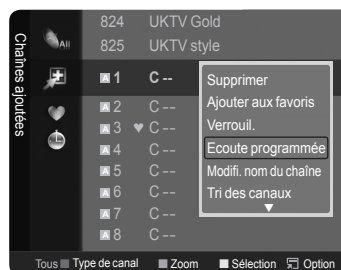 Chaînes ajoutées
All
824 UKTV Gold
825 UKTV style
A 1 C --
A 2 C --
A 3 ♥ C --
A 4 C --
A 5 C --
A 6 C --
A 7 C --
A 8 C --
Supprimer
Ajouter aux favoris
Verrouil.
Ecoute programmée
Modifi. nom du chaîne
Tri des canaux
Tous Type de canal Zoom Sélection Option